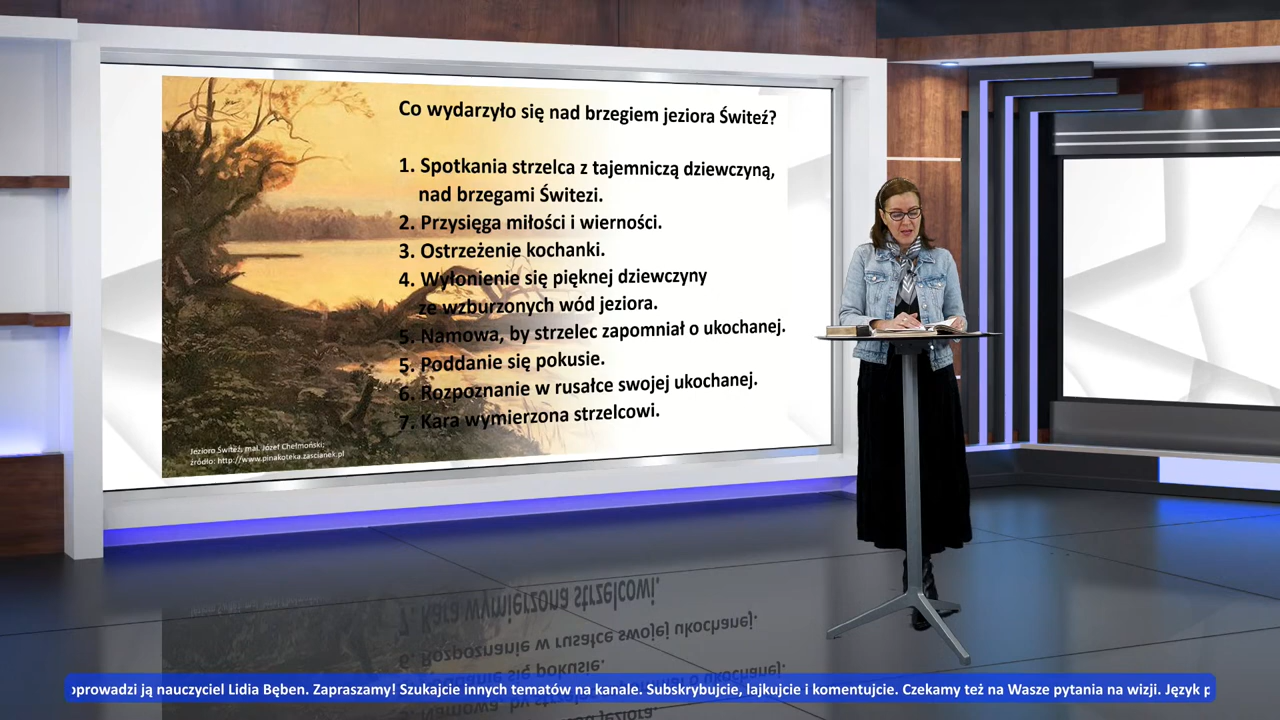 Co wydarzyło się nad brzegiem jeziora Świteź?
1. Spotkania strzelca z tajemniczą dziewczyną,
nad brzegami Świtezi.
2. Przysięga miłości i wierności.
3. Ostrzeżenie kochanki.
4. Wyłonienie się pięknej dziewczyny
ze wzburzonych wód jeziora.
5. Namowa, by strzelec zapomniał o ukochanej.
5. Poddanie się pokusie.
6. Rozpoznanie w rusałce swojej ukochanej.
7. Kara wymierzona strzelcowi.
Jezioro Świteź, mal. Józef Chełmoński;
źródło: http://www.pinakoteka.zascianek.pl
oprowadzi ją nauczyciel Lidia Bęben. Zapraszamy! Szukajcie innych tematów na kanale. Subskrybujcie, lajkujcie i komentujcie. Czekamy też na Wasze pytania na wizji. Język p